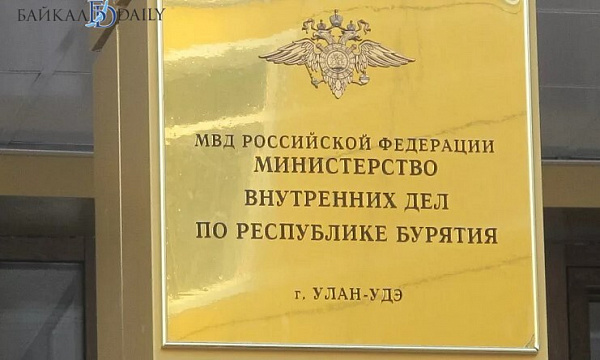 БАЙКАЛ DAILY
МВД РОССИЙСКОЙ ФЕДЕРАЦИИ
МИНИСТЕРСТВО
ВНУТРЕННИХ ДЕЛ
ПО РЕСПУБЛИКЕ БУРЯТИЯ
г. УЛАН-УДЭ